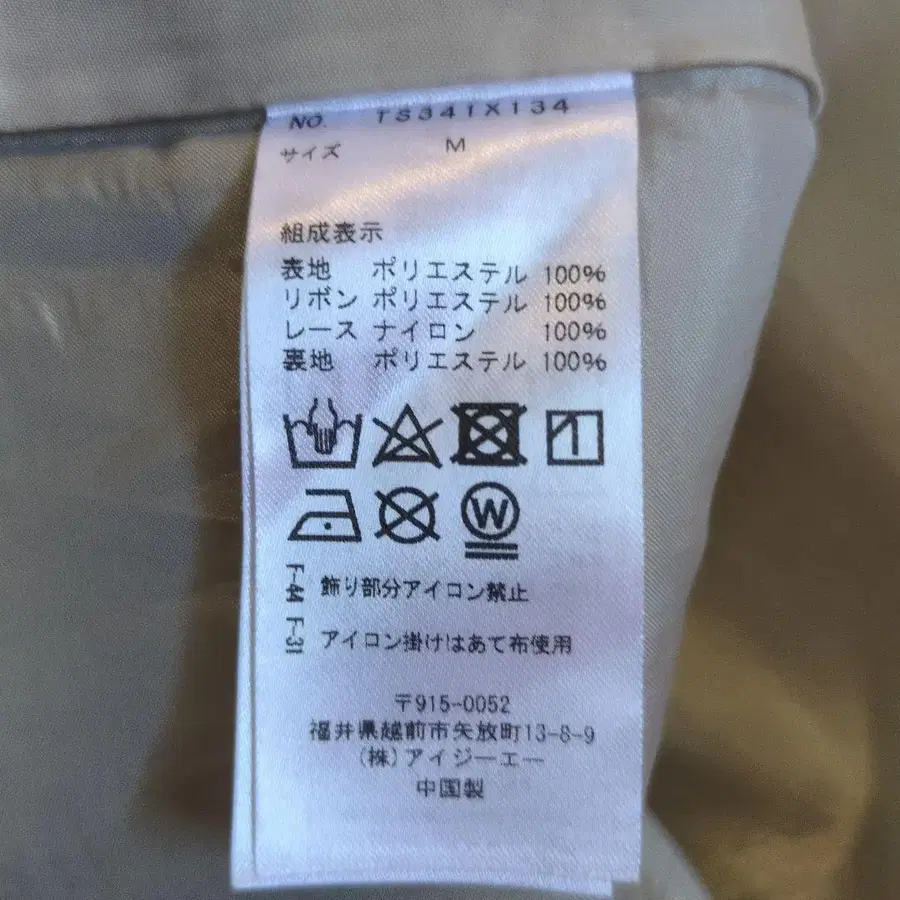 NO. TS341X134
サイズ M
組成表示
表地 ポリエステル 100%
リボン ポリエステル 100%
レース ナイロン 100%
裏地 ポリエステル 100%
W
F-44 飾り部分アイロン禁止
F-31 アイロン掛けはあて布使用
〒915-0052
福井県越前市矢放町13-8-9
(株)アイジーエー
中国製